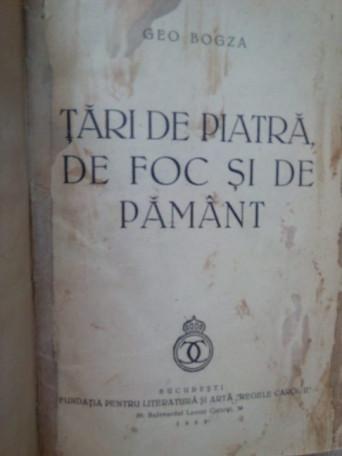 GEO BOGZA
ȚĂRI DE PIATRĂ,
DE FOC ȘI DE
PĂMÂNT
BUCUREȘTI
FUNDAȚIA PENTRU LITERATURĂ ȘI ARTĂ "REGELE CAROL II"
39, Bulevardul Lascar Catargi, 39